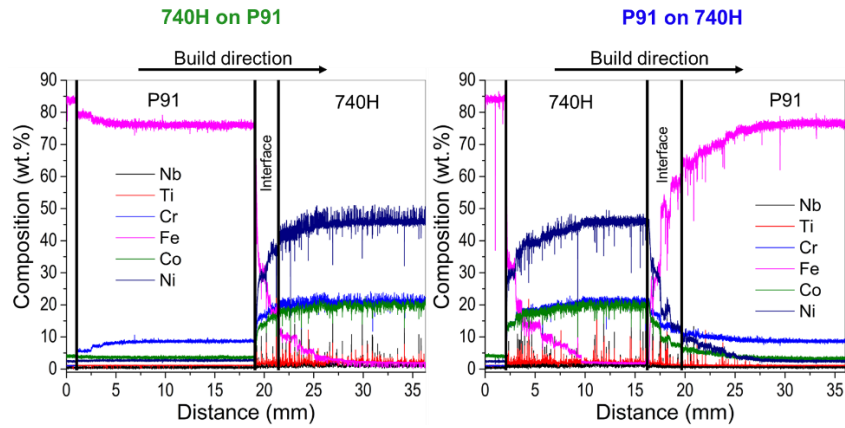 740H on P91
P91 on 740H
Build direction
Build direction
P91
740H
740H
P91
Interface
Interface
Nb
Ti
Cr
Fe
Co
Ni
Nb
Ti
Cr
Fe
Co
Ni
Composition (wt.%)
90
80
70
60
50
40
30
20
10
0
0 5 10 15 20 25 30 35
Distance (mm)
Composition (wt.%)
90
80
70
60
50
40
30
20
10
0
0 5 10 15 20 25 30 35
Distance (mm)